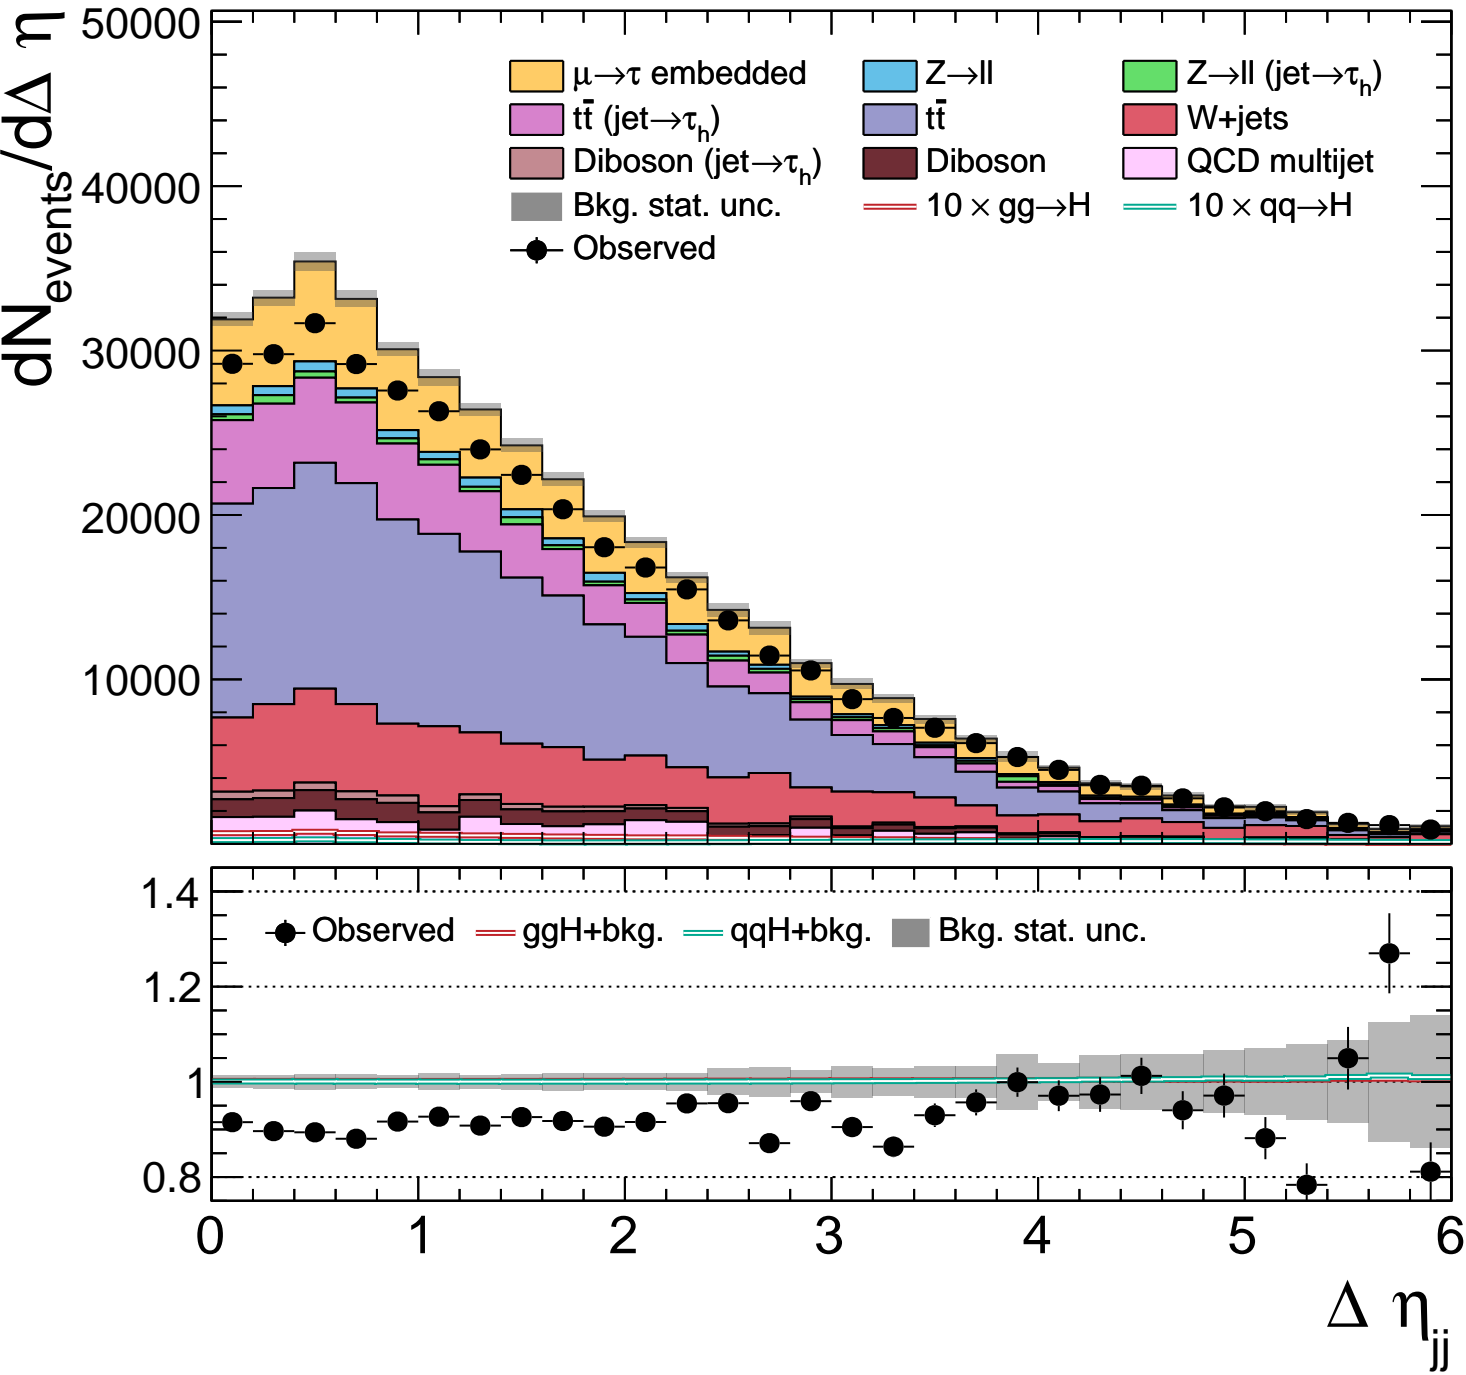 dN_events/dΔ η
50000
40000
30000
20000
10000
μ→τ embedded Z→ll Z→ll (jet→τ_h)
tt̄ (jet→τ_h) tt̄ W+jets
Diboson (jet→τ_h) Diboson QCD multijet
Bkg. stat. unc. 10 × gg→H 10 × qq→H
Observed
1.4
1.2
1
0.8
Observed ggH+bkg. qqH+bkg. Bkg. stat. unc.
0 1 2 3 4 5 6
Δ η_jj